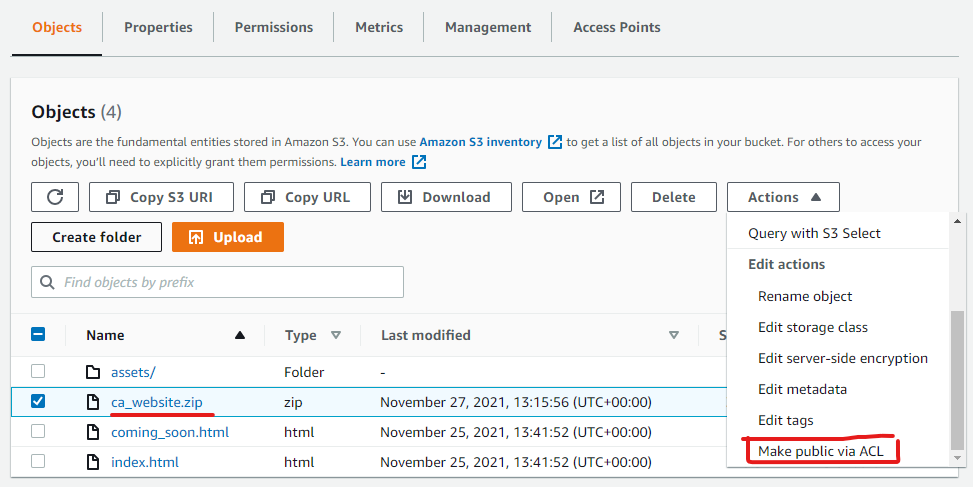 Objects Properties Permissions Metrics Management Access Points
Objects (4)
Objects are the fundamental entities stored in Amazon S3. You can use Amazon S3 inventory to get a list of all objects in your bucket. For others to access your
objects, you'll need to explicitly grant them permissions. Learn more
Copy S3 URI Copy URL Download Open Delete Actions
Create folder Upload
Find objects by prefix
Name Type Last modified S
assets/ Folder -
ca_website.zip zip November 27, 2021, 13:15:56 (UTC+00:00)
coming_soon.html html November 25, 2021, 13:41:52 (UTC+00:00)
index.html html November 25, 2021, 13:41:52 (UTC+00:00)
Query with S3 Select
Edit actions
Rename object
Edit storage class
Edit server-side encryption
Edit metadata
Edit tags
Make public via ACL